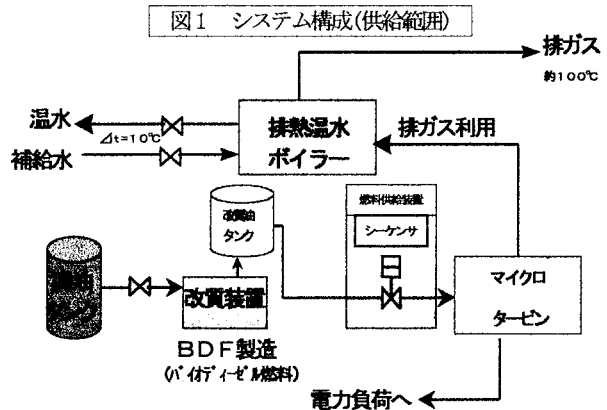 図1 システム構成(供給範囲)
排ガス
約100℃
温水
⊿t=10℃
補給水
排熱温水
ボイラー
排ガス利用
改質油
タンク
燃料供給装置
シーケンサ
改質装置
マイクロ
タービン
BDF製造
(バイオディーゼル燃料)
電力負荷へ